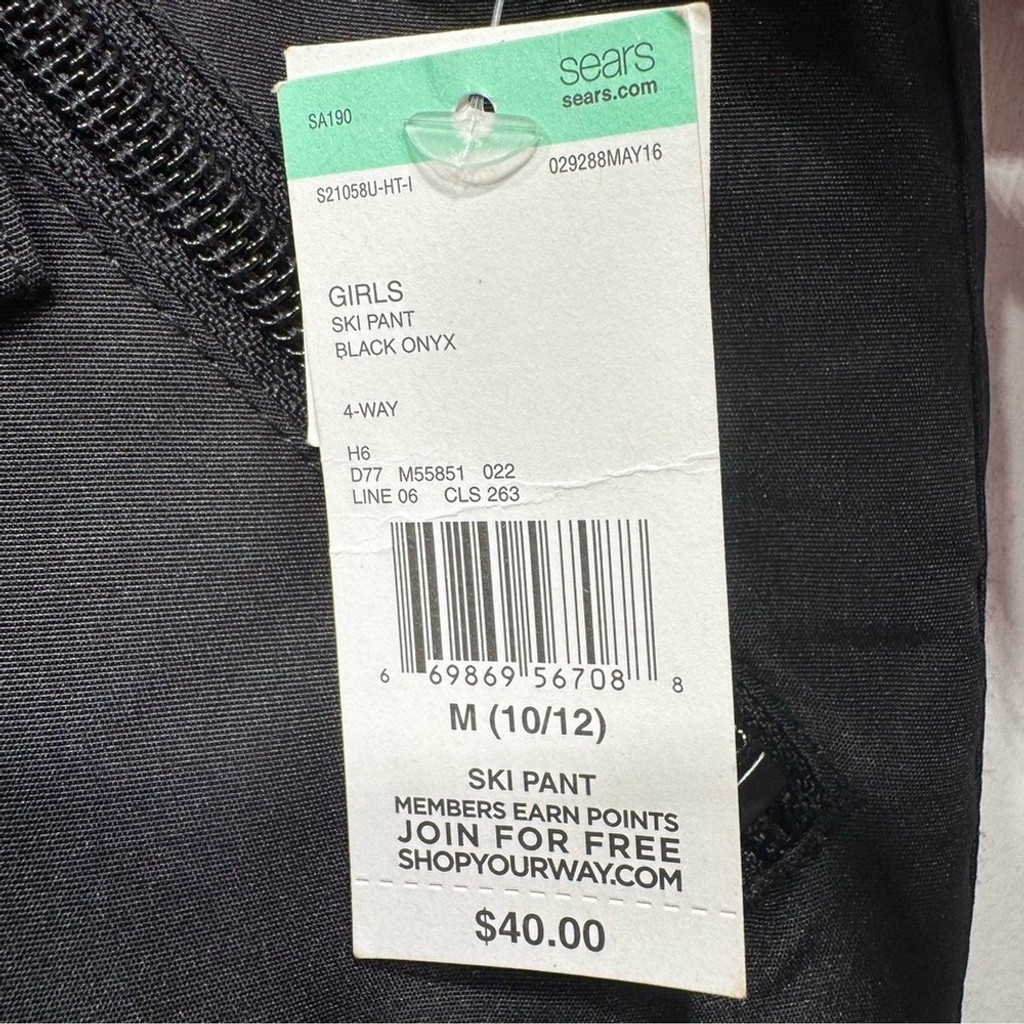 sears
sears.com
SA190
S21058U-HT-I 029288MAY16
GIRLS
SKI PANT
BLACK ONYX
4-WAY
H6
D77 M55851 022
LINE 06 CLS 263
6 69869 56708 8
M (10/12)
SKI PANT
MEMBERS EARN POINTS
JOIN FOR FREE
SHOPYOURWAY.COM
$40.00